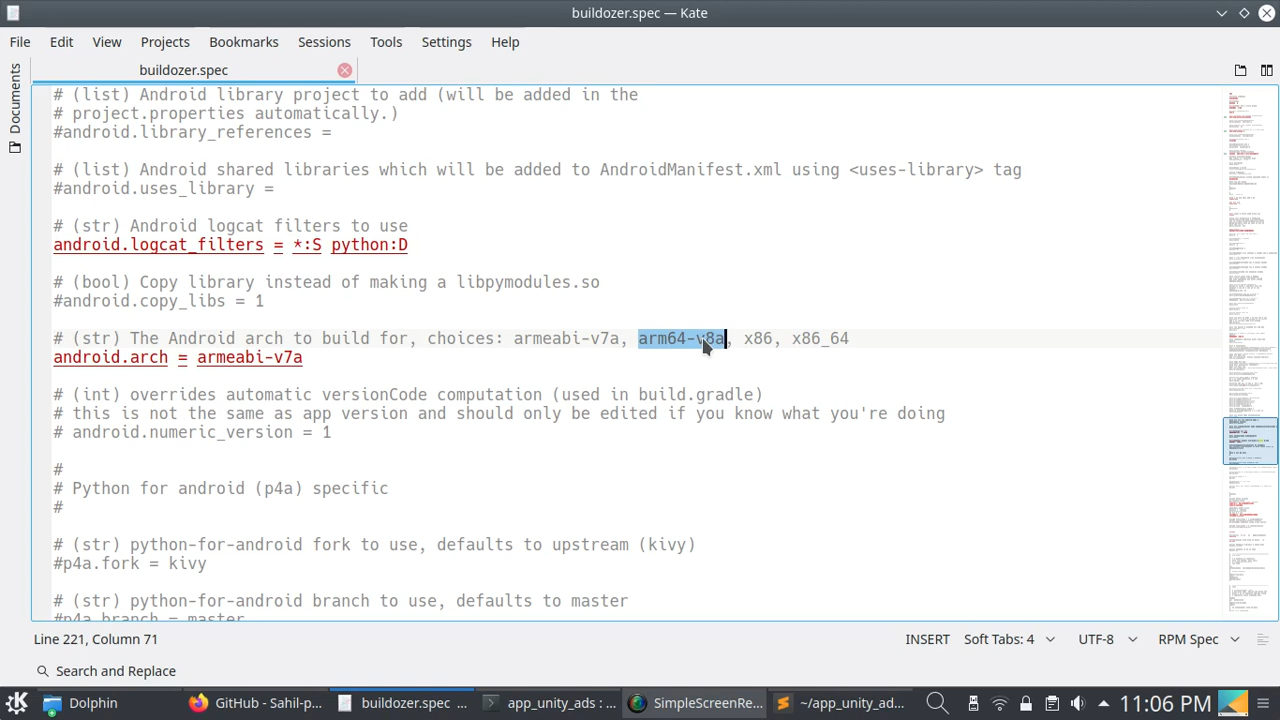 buildozer.spec — Kate
File Edit View Projects Bookmarks Sessions Tools Settings Help
Documents
buildozer.spec
# (list) Android library project to add (will be added in the
# project.properties automatically.)
#android.library_references =
# (list) Android shared libraries which will be added to AndroidManifest.xml using <uses-library> tag
#android.uses_library =
# (str) Android logcat filters to use
android.logcat_filters = *:S python:D
# (bool) Copy library instead of making a libpymodules.so
#android.copy_libs = 1
# (str) The Android arch to build for, choices: armeabi-v7a, arm64-v8a, x86, x86_64
android.arch = armeabi-v7a
# (int) overrides automatic versionCode computation (used in build.gradle)
# this is not the same as app version and should only be edited if you know what you're doing
# android.numeric_version = 1
#
# Python for android (p4a) specific
#
# (str) python-for-android fork to use, defaults to upstream (kivy)
#p4a.fork = kivy
# (str) python-for-android branch to use, defaults to master
#p4a.branch = master
Line 221, Column 71 INSERT Soft Tabs: 4 UTF-8 RPM Spec
Search and Replace
Dolphin GitHub - Sahil-p... buildozer.spec ... app_unity_ads : ... SimpleScreenRe... ~/app_unity_ad... 1:06 PM